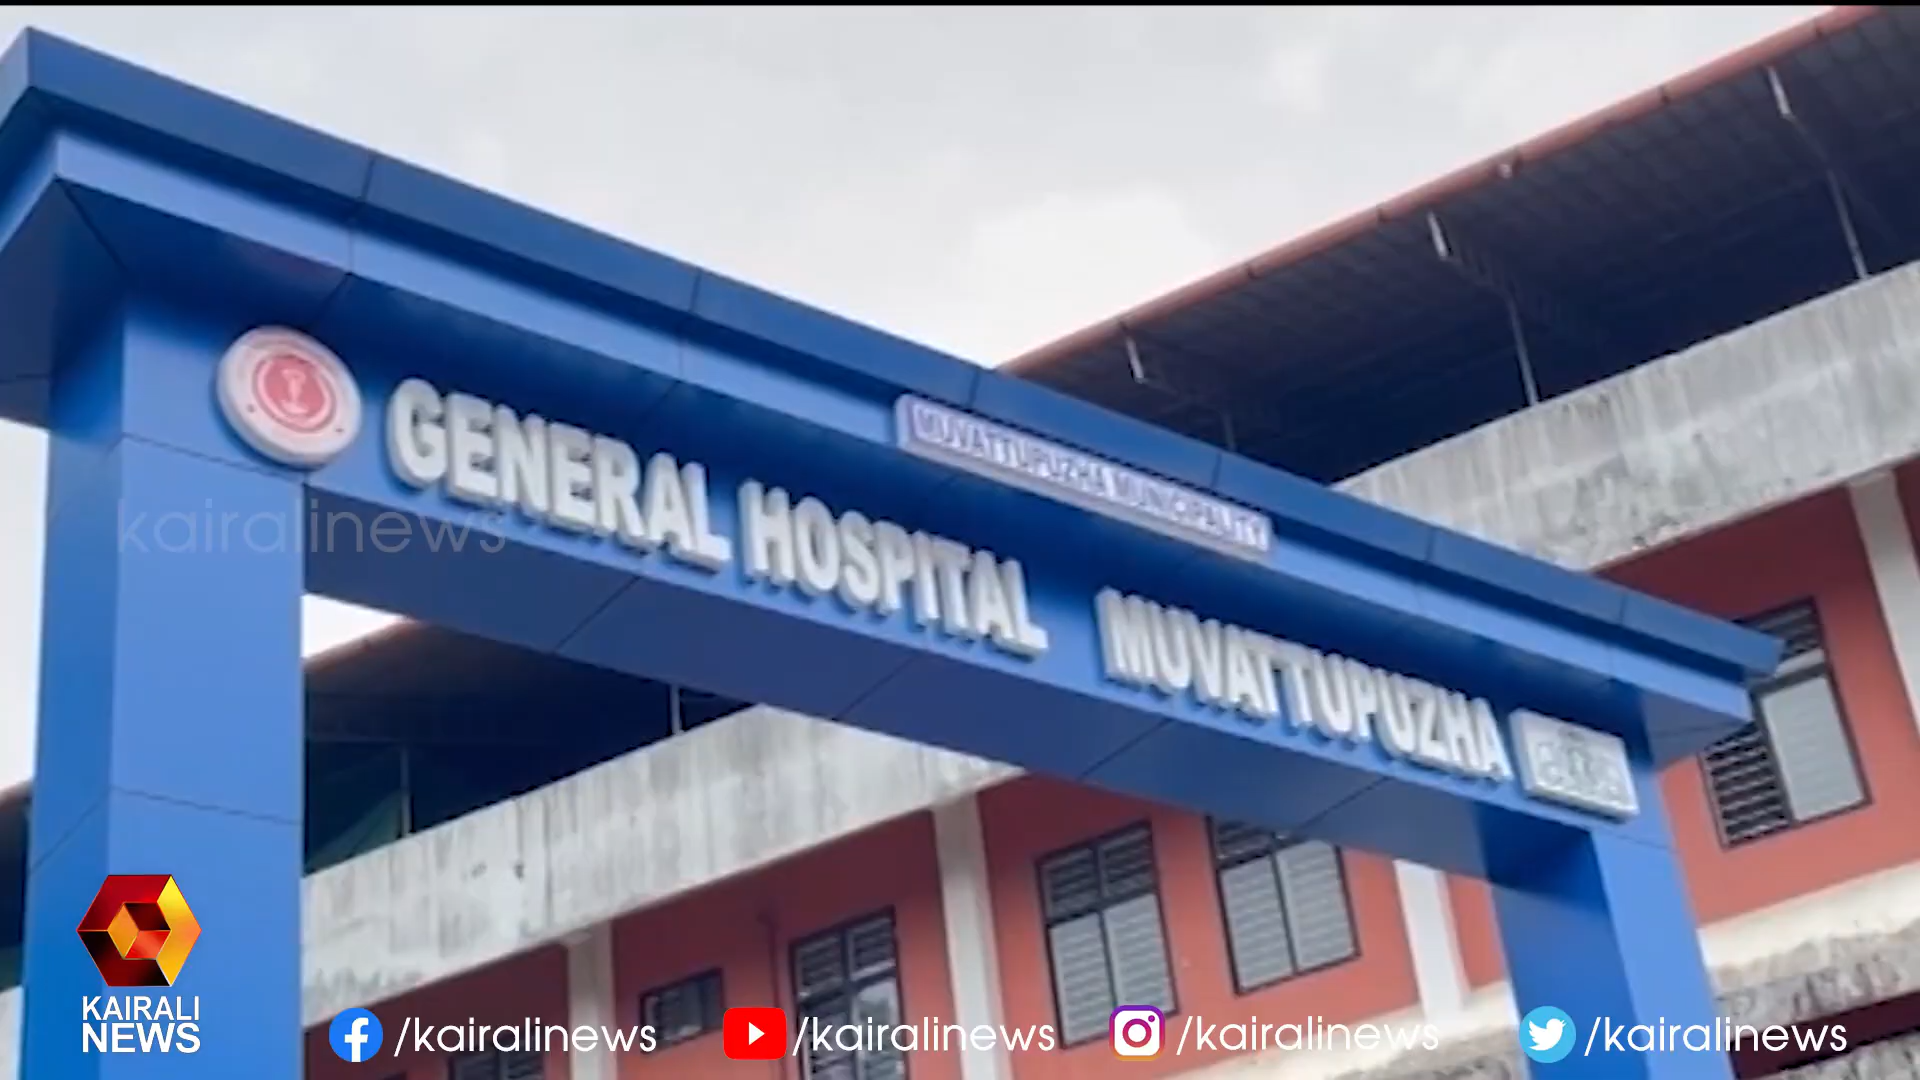 MUVATTUPUZHA MUNICIPALITY
GENERAL HOSPITAL MUVATTUPUZHA
kairalinews
KAIRALI
NEWS
/kairalinews
/kairalinews
/kairalinews
/kairalinews